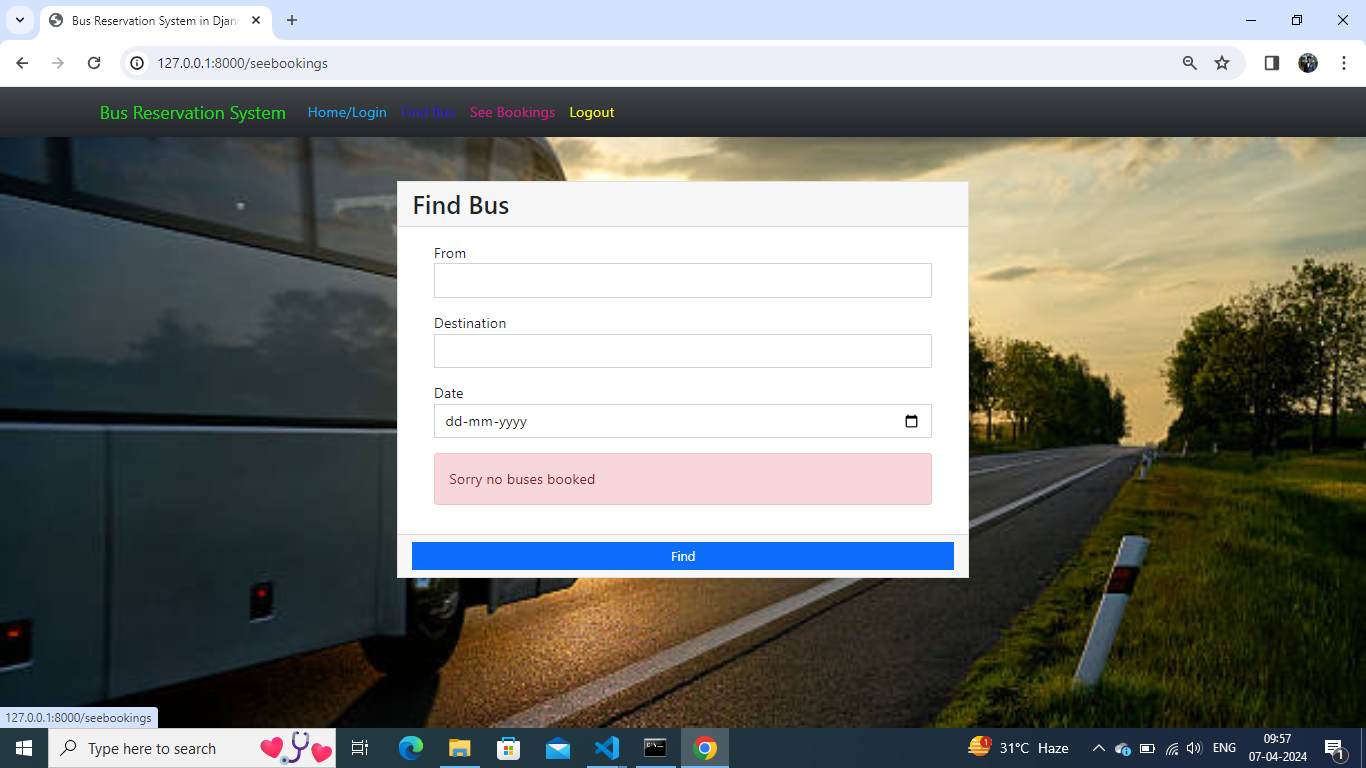 Bus Reservation System in Djan
127.0.0.1:8000/seebookings
Bus Reservation System Home/Login Find Bus See Bookings Logout
Find Bus
From
Destination
Date
dd-mm-yyyy
Sorry no buses booked
Find
127.0.0.1:8000/seebookings
Type here to search
1
31°C Haze
ENG
09:57
07-04-2024
1